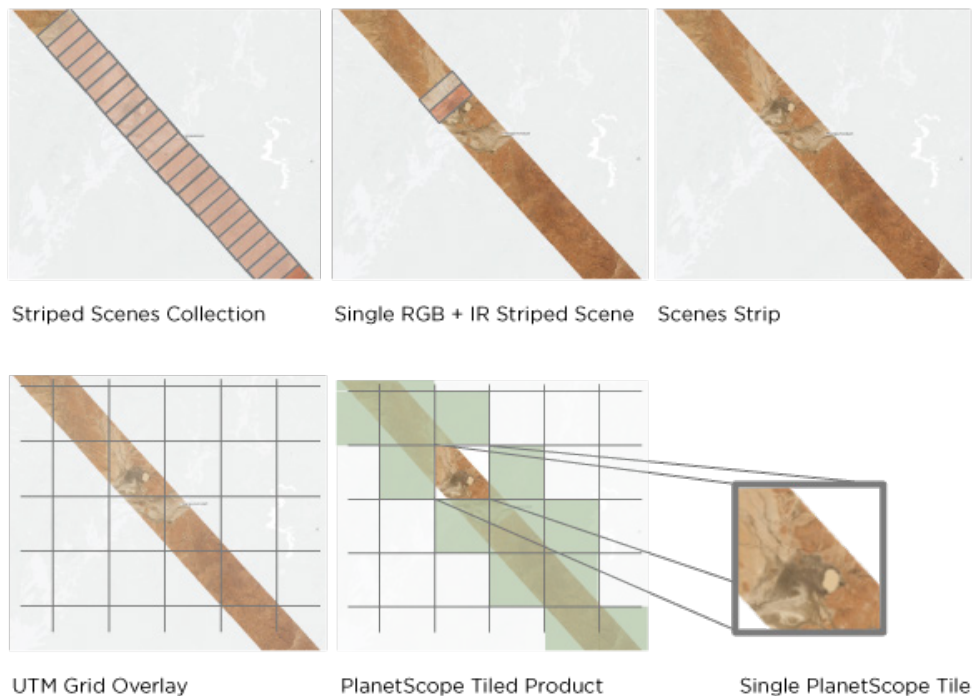 Striped Scenes Collection
Single RGB + IR Striped Scene
Scenes Strip
UTM Grid Overlay
PlanetScope Tiled Product
Single PlanetScope Tile